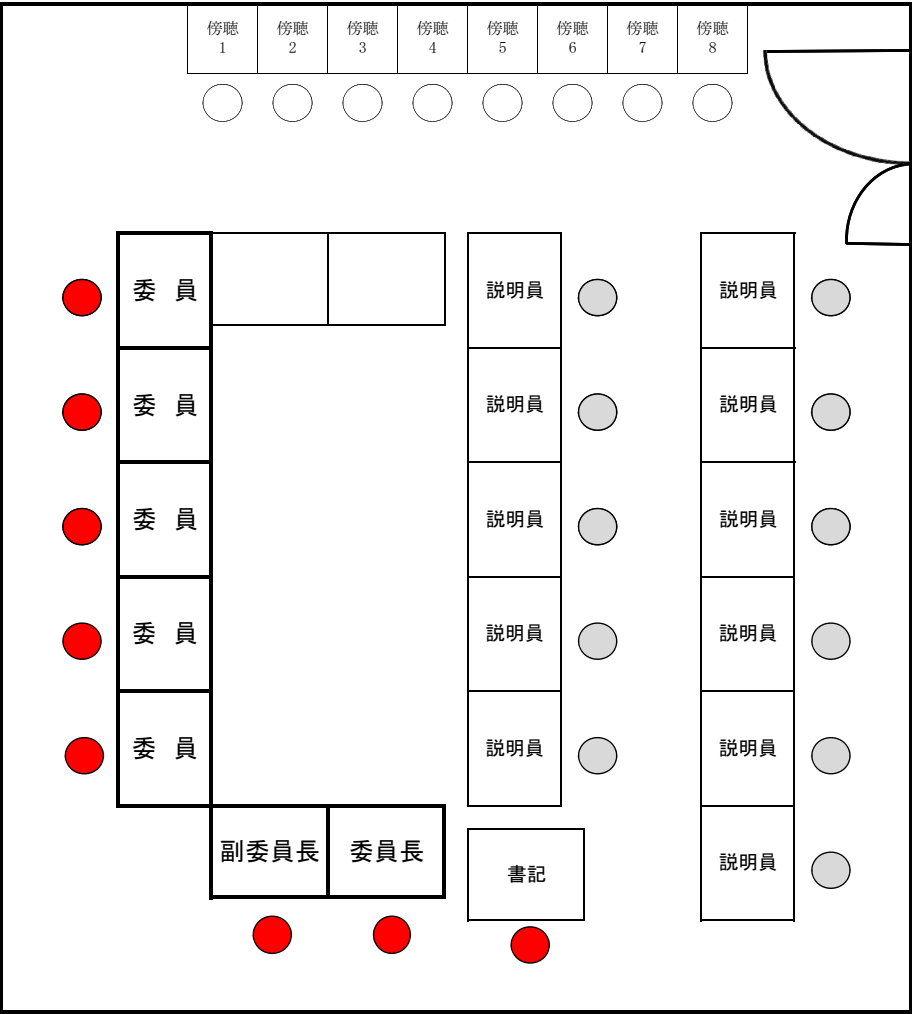 傍聴 傍聴 傍聴 傍聴 傍聴 傍聴 傍聴 傍聴
1 2 3 4 5 6 7 8
委 員 説明員 説明員
委 員 説明員 説明員
委 員 説明員 説明員
委 員 説明員 説明員
委 員 説明員 説明員
副委員長 委員長 書記 説明員